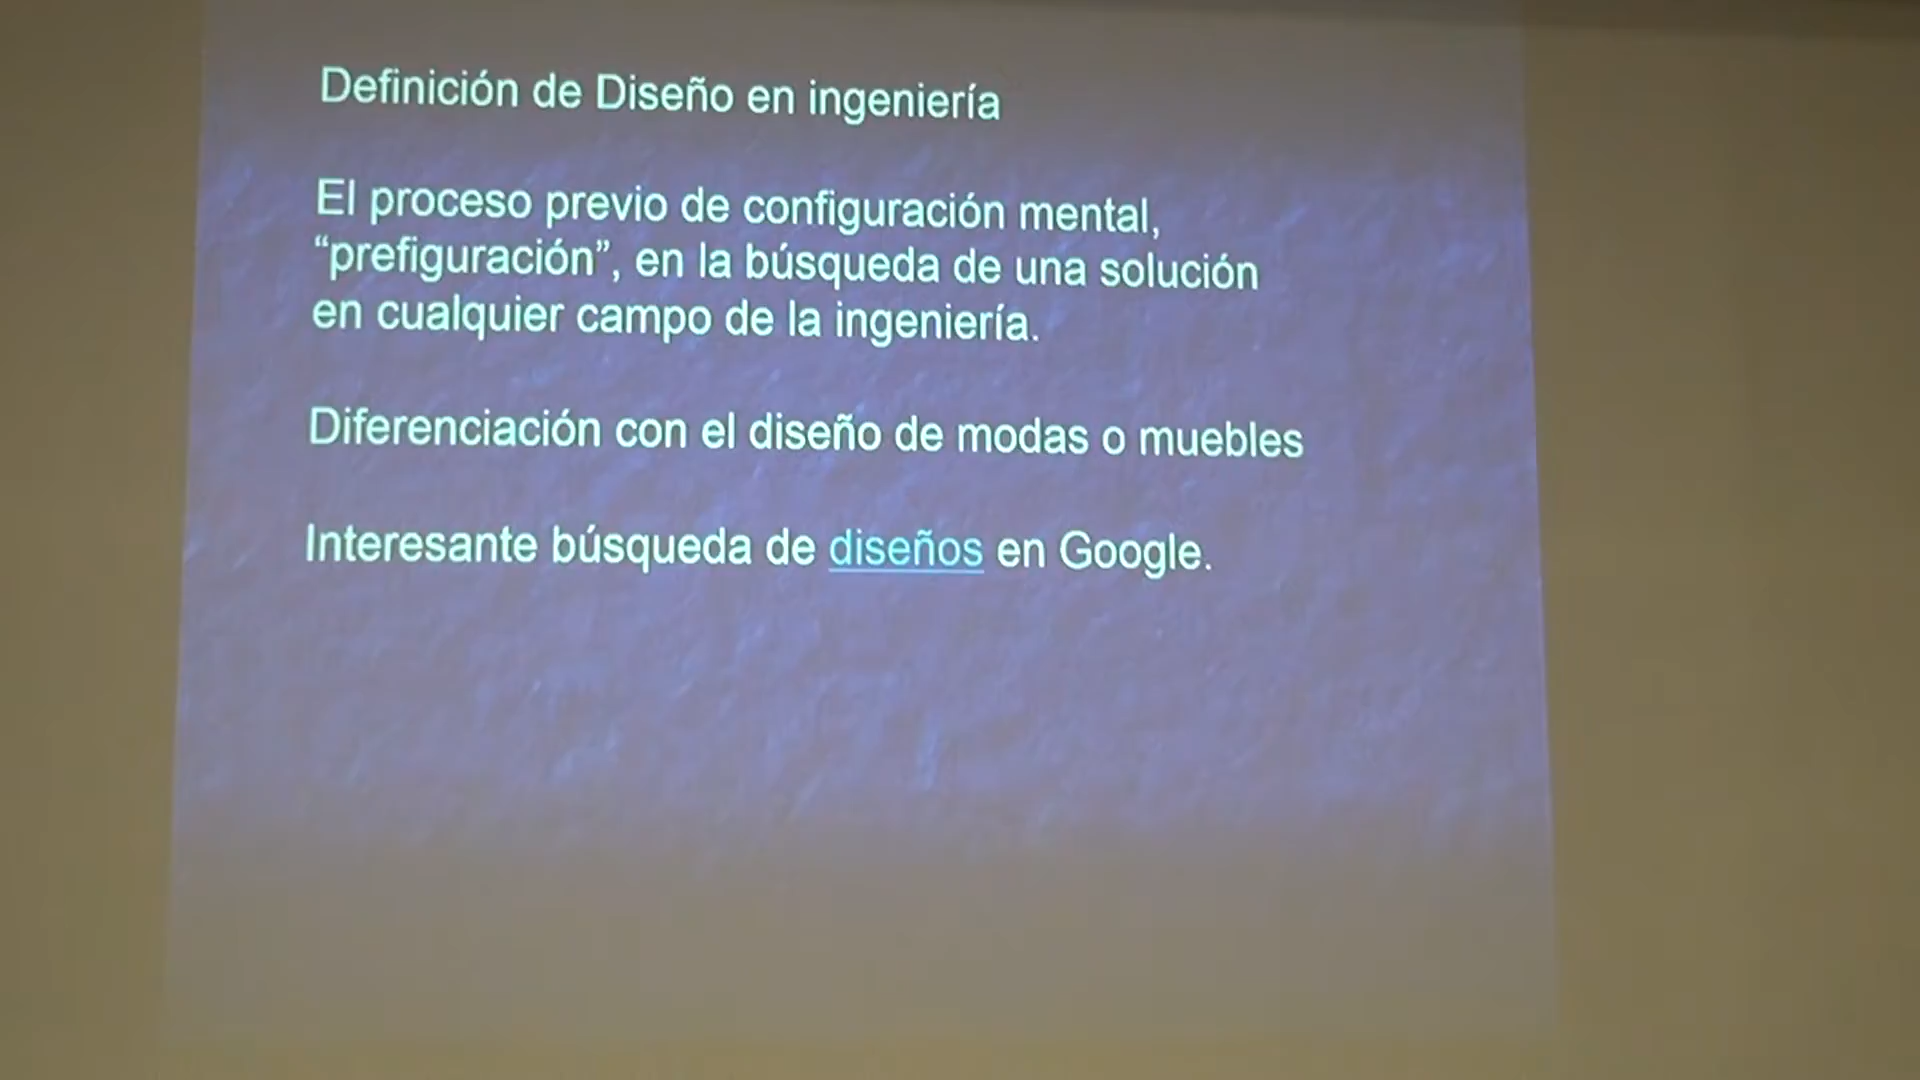 Definición de Diseño en ingeniería
El proceso previo de configuración mental,
“prefiguración”, en la búsqueda de una solución
en cualquier campo de la ingeniería.
Diferenciación con el diseño de modas o muebles
Interesante búsqueda de diseños en Google.